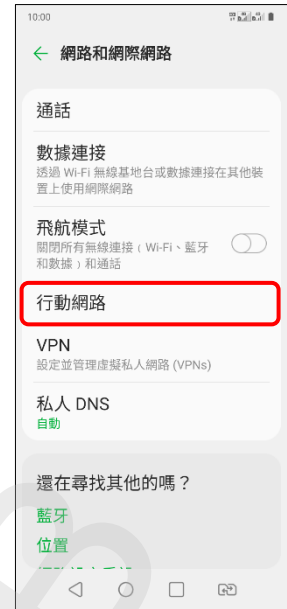 10:00
網路和網際網路
通話
數據連接
透過 Wi-Fi 無線基地台或數據連接在其他裝
置上使用網際網路
飛航模式
關閉所有無線連接﹙Wi-Fi、藍牙
和數據﹚和通話
行動網路
VPN
設定並管理虛擬私人網路 (VPNs)
私人 DNS
自動
還在尋找其他的嗎？
藍牙
位置